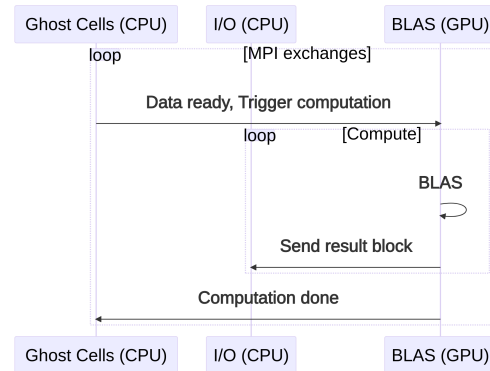 Ghost Cells (CPU) I/O (CPU) BLAS (GPU)
loop [MPI exchanges]
Data ready, Trigger computation
loop [Compute]
BLAS
Send result block
Computation done
Ghost Cells (CPU) I/O (CPU) BLAS (GPU)